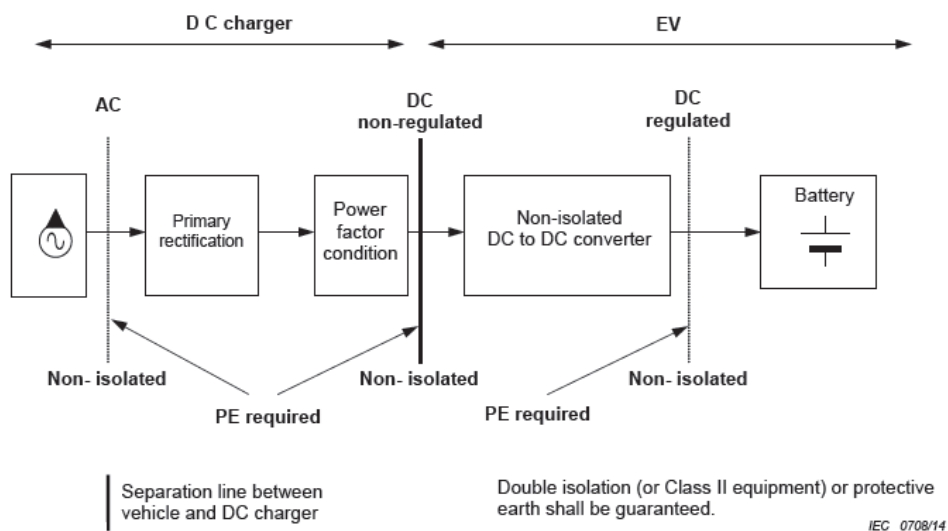 D C charger
EV
AC
DC
non-regulated
DC
regulated
Primary
rectification
Power
factor
condition
Non-isolated
DC to DC converter
Battery
Non- isolated
Non- isolated
Non- isolated
PE required
PE required
Separation line between
vehicle and DC charger
Double isolation (or Class II equipment) or protective
earth shall be guaranteed.
IEC 0708/14